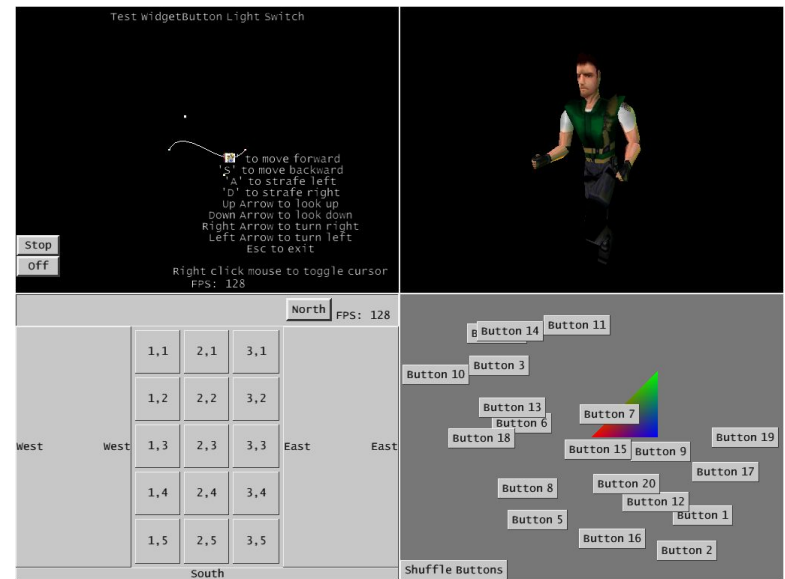 Test WidgetButton Light Switch
to move forward
'S' to move backward
'A' to strafe left
'D' to strafe right
Up Arrow to look up
Down Arrow to look down
Right Arrow to turn right
Left Arrow to turn left
Esc to exit
Stop
Off
Right click mouse to toggle cursor
FPS: 128
North
FPS: 128
1,1 2,1 3,1
1,2 2,2 3,2
West West 1,3 2,3 3,3 East East
1,4 2,4 3,4
1,5 2,5 3,5
South
Button 14
Button 11
Button 3
Button 10
Button 13
Button 7
Button 6
Button 18
Button 19
Button 15
Button 9
Button 17
Button 8
Button 20
Button 12
Button 1
Button 5
Button 16
Button 2
Shuffle Buttons